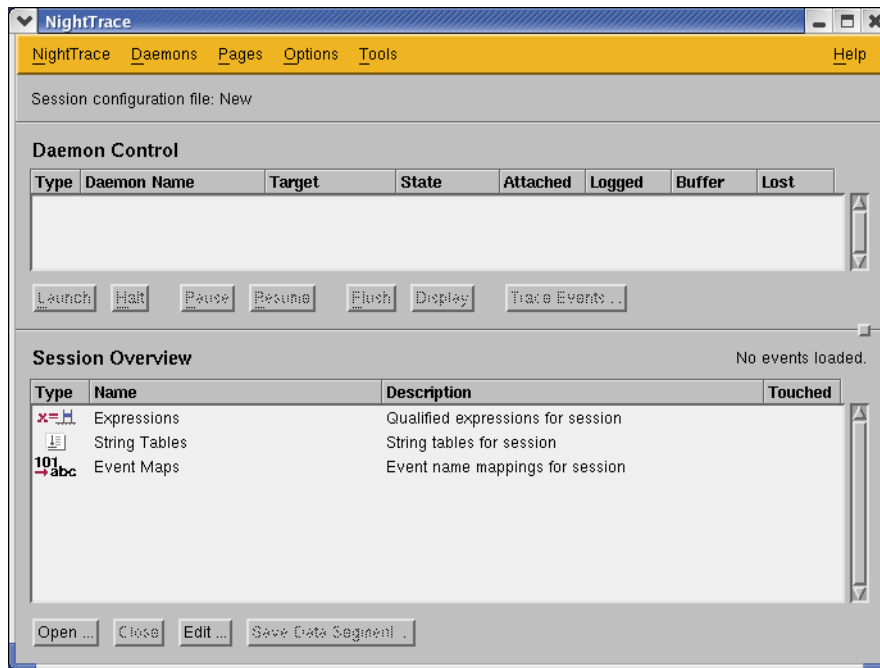 NightTrace
NightTrace Daemons Pages Options Tools Help
Session configuration file: New
Daemon Control
Type Daemon Name Target State Attached Logged Buffer Lost
Launch Halt Pause Resume Flush Display Trace Events ...
Session Overview No events loaded.
Type Name Description Touched
x= Expressions Qualified expressions for session
String Tables String tables for session
101 abc Event Maps Event name mappings for session
Open ... Close Edit ... Save Data Segment ...